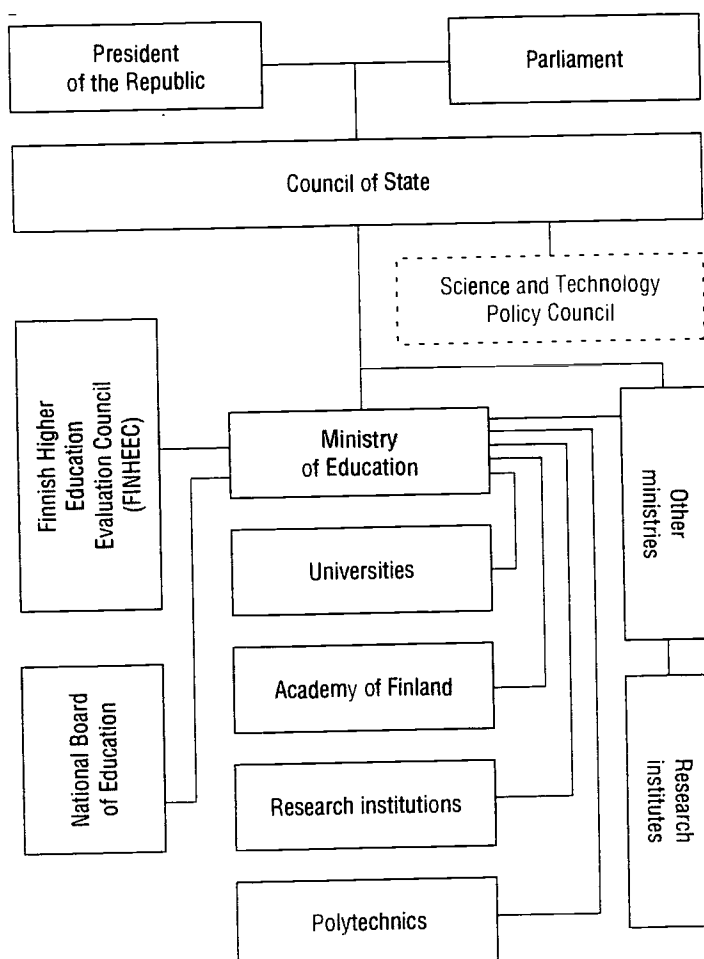 President
of the Republic
Parliament
Council of State
Science and Technology
Policy Council
Finnish Higher
Education
Evaluation Council
(FINHEEC)
Ministry
of Education
Other
ministries
Universities
National Board
of Education
Academy of Finland
Research institutions
Research
institutes
Polytechnics